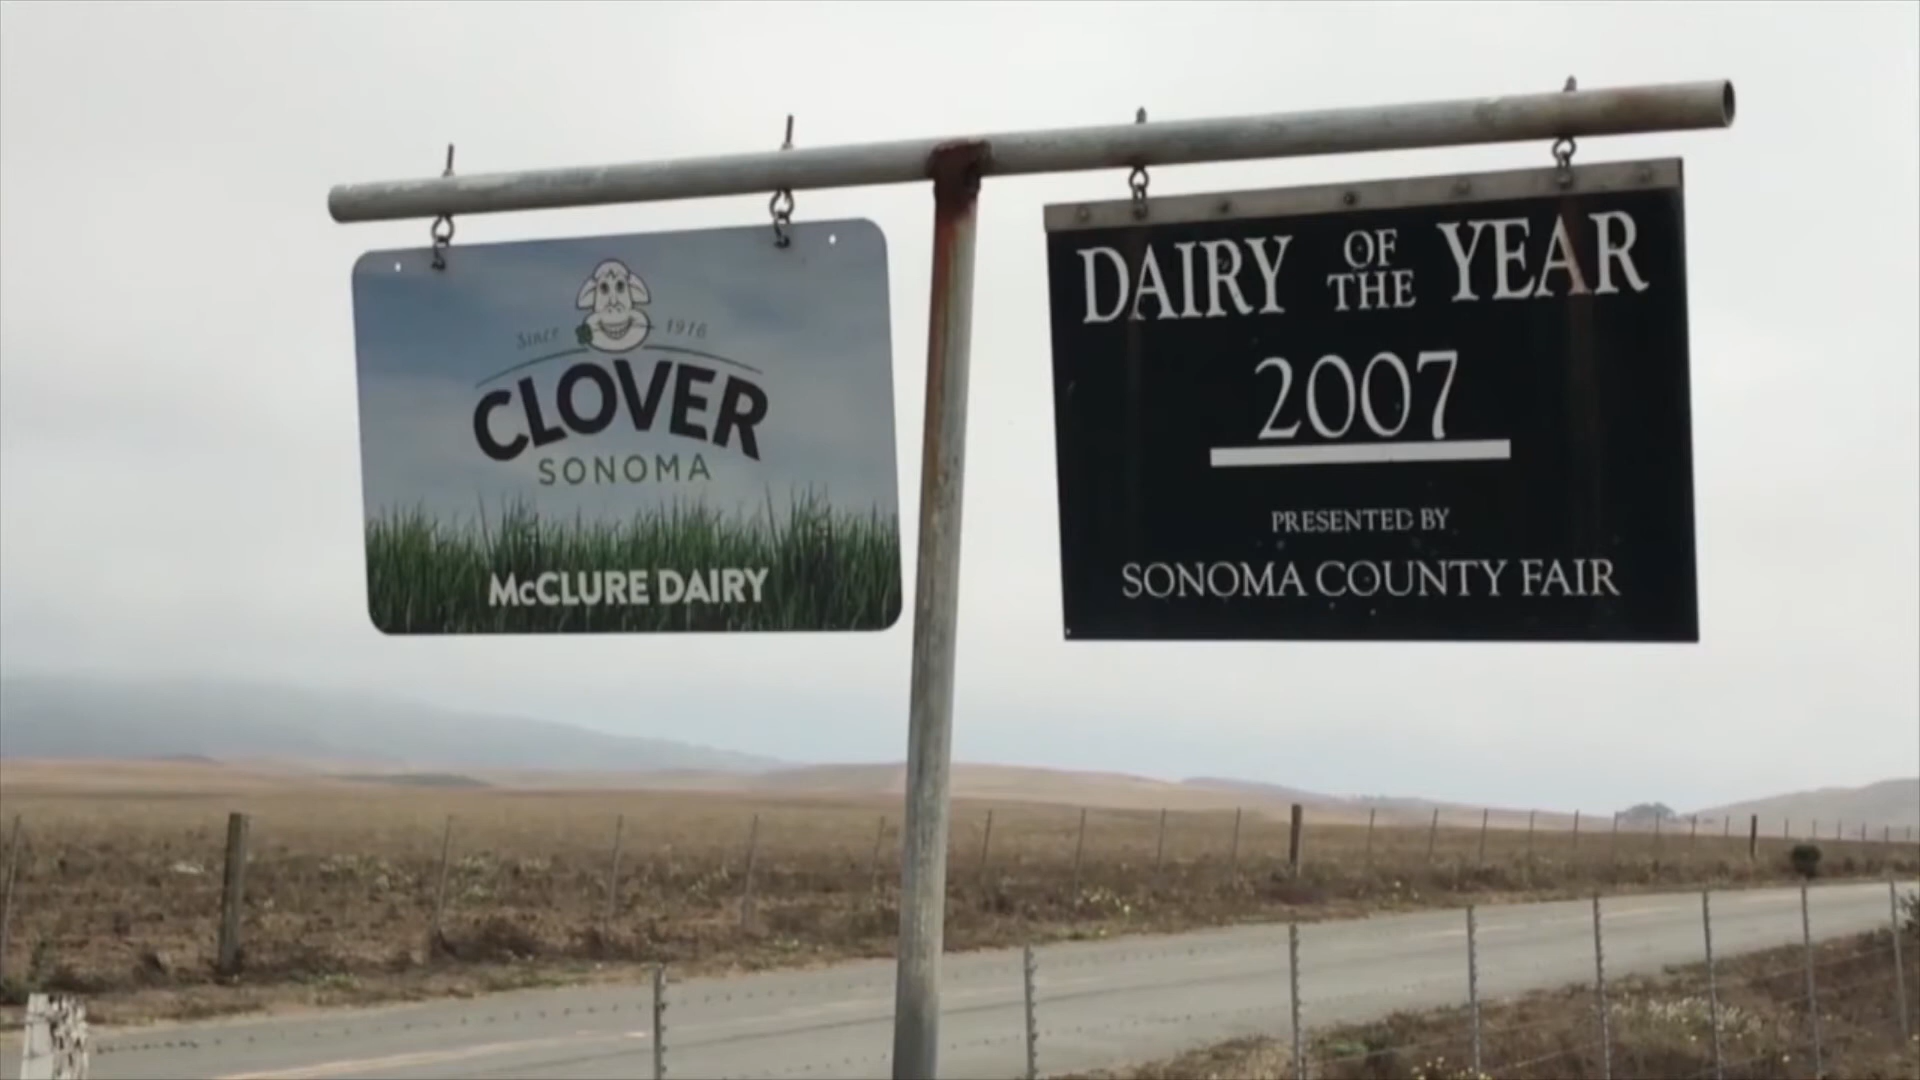 Since 1916
CLOVER
SONOMA
McCLURE DAIRY
DAIRY OF THE YEAR
2007
PRESENTED BY
SONOMA COUNTY FAIR